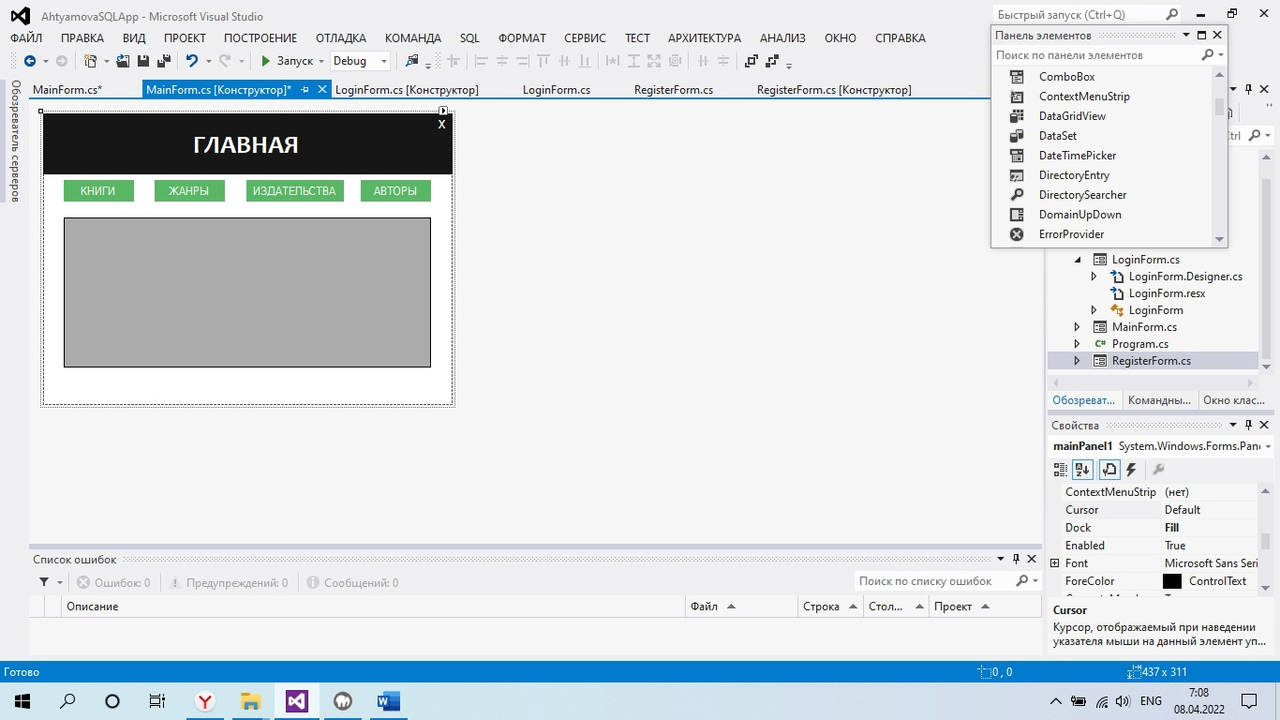 AhtyamovaSQLApp - Microsoft Visual Studio
Быстрый запуск (Ctrl+Q)
ФАЙЛ ПРАВКА ВИД ПРОЕКТ ПОСТРОЕНИЕ ОТЛАДКА КОМАНДА SQL ФОРМАТ СЕРВИС ТЕСТ АРХИТЕКТУРА АНАЛИЗ ОКНО СПРАВКА
Панель элементов
Запуск Debug
Поиск по панели элементов
MainForm.cs* MainForm.cs [Конструктор]* LoginForm.cs [Конструктор] LoginForm.cs RegisterForm.cs RegisterForm.cs [Конструктор]
Обозреватель серверов
ComboBox
ContextMenuStrip
DataGridView
DataSet
DateTimePicker
DirectoryEntry
DirectorySearcher
DomainUpDown
ErrorProvider
X
ГЛАВНАЯ
КНИГИ ЖАНРЫ ИЗДАТЕЛЬСТВА АВТОРЫ
LoginForm.cs
LoginForm.Designer.cs
LoginForm.resx
LoginForm
MainForm.cs
Program.cs
RegisterForm.cs
Обозреват... Командны... Окно клас...
Свойства
mainPanel1 System.Windows.Forms.Pan
ContextMenuStrip (нет)
Cursor Default
Dock Fill
Enabled True
Font Microsoft Sans Seri
ForeColor ControlText
Cursor
Курсор, отображаемый при наведении
указателя мыши на данный элемент уп...
Список ошибок
Ошибок: 0 Предупреждений: 0 Сообщений: 0 Поиск по списку ошибок
Описание Файл Строка Стол... Проект
Готово 0 , 0 437 x 311
ENG 7:08
08.04.2022